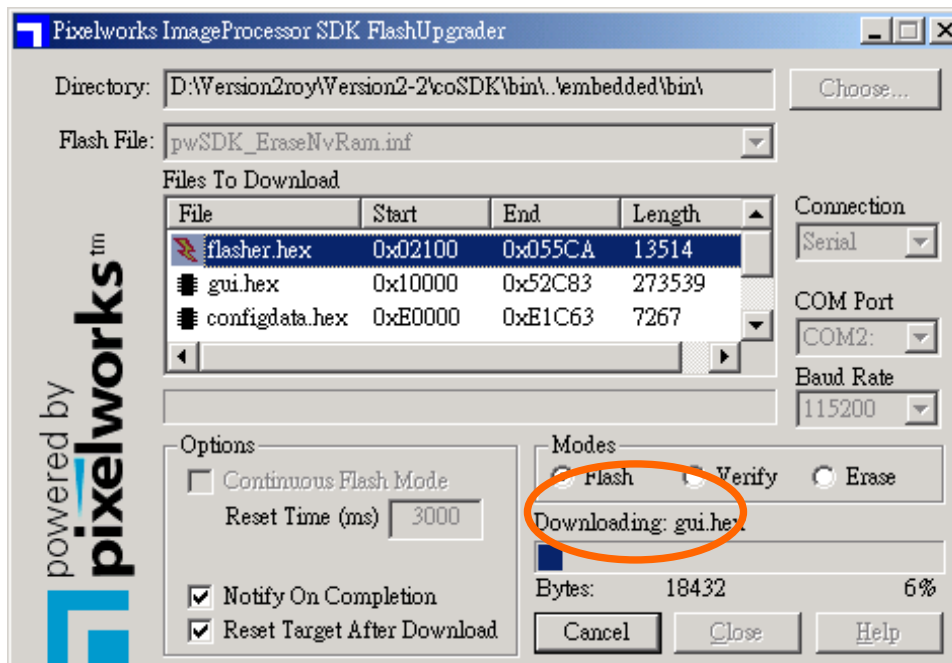 Pixelworks ImageProcessor SDK FlashUpgrader
Directory: D:\Version2roy\Version2-2\coSDK\bin\..\embedded\bin\ Choose...
Flash File: pwSDK_EraseNvRam.inf
Files To Download
File Start End Length
flasher.hex 0x02100 0x055CA 13514
gui.hex 0x10000 0x52C83 273539
configdata.hex 0xE0000 0xE1C63 7267
Connection
Serial
COM Port
COM2:
Baud Rate
115200
powered by
pixelworks tm
Options
Continuous Flash Mode
Reset Time (ms) 3000
Notify On Completion
Reset Target After Download
Modes
Flash Verify Erase
Downloading: gui.hex
Bytes: 18432 6%
Cancel Close Help